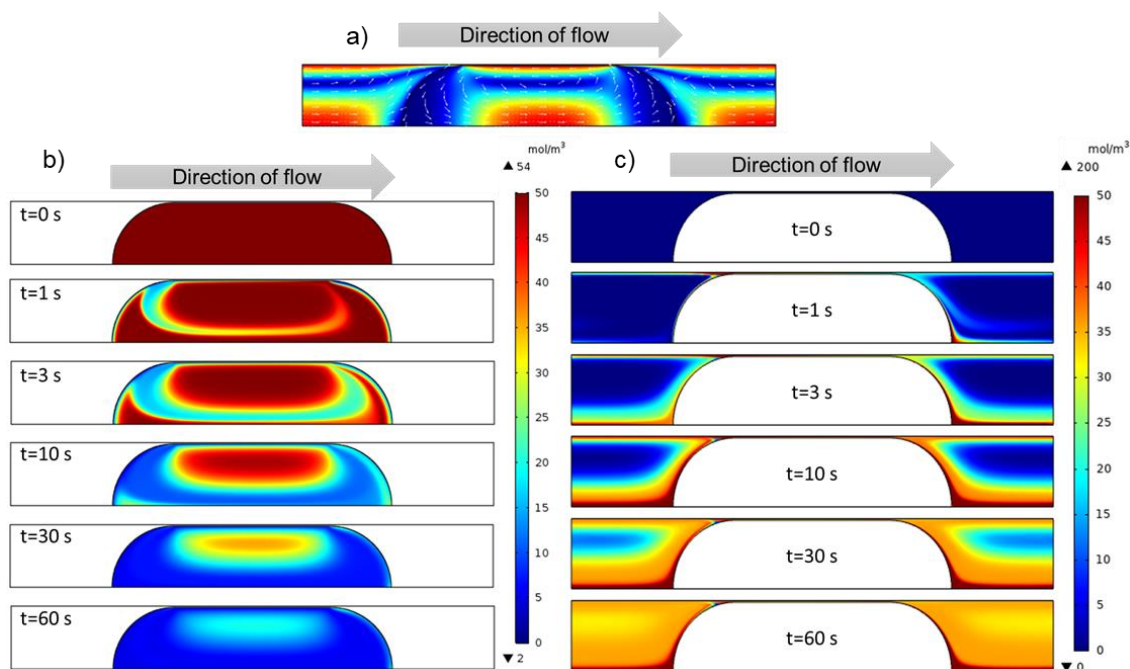 a)
Direction of flow
b)
Direction of flow
mol/m³
▲ 54
50
45
40
35
30
25
20
15
10
5
0
▼ 2
t=0 s
t=1 s
t=3 s
t=10 s
t=30 s
t=60 s
c)
Direction of flow
mol/m³
▲ 200
50
45
40
35
30
25
20
15
10
5
0
▼ 0
t=0 s
t=1 s
t=3 s
t=10 s
t=30 s
t=60 s